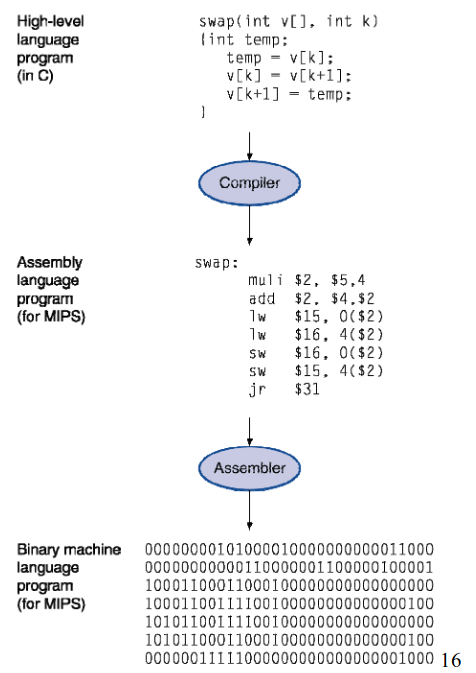 High-level
language
program
(in C)
swap(int v[], int k)
{int temp;
temp = v[k];
v[k] = v[k+1];
v[k+1] = temp;
}
Compiler
Assembly
language
program
(for MIPS)
swap:
muli $2, $5,4
add $2, $4,$2
lw $15, 0($2)
lw $16, 4($2)
sw $16, 0($2)
sw $15, 4($2)
jr $31
Assembler
Binary machine
language
program
(for MIPS)
00000000101000010000000000011000
00000000000110000001100000100001
10001100011000100000000000000000
10001100111100100000000000000100
10101100111100100000000000000000
10101100011000100000000000000100
00000011111000000000000000001000
16